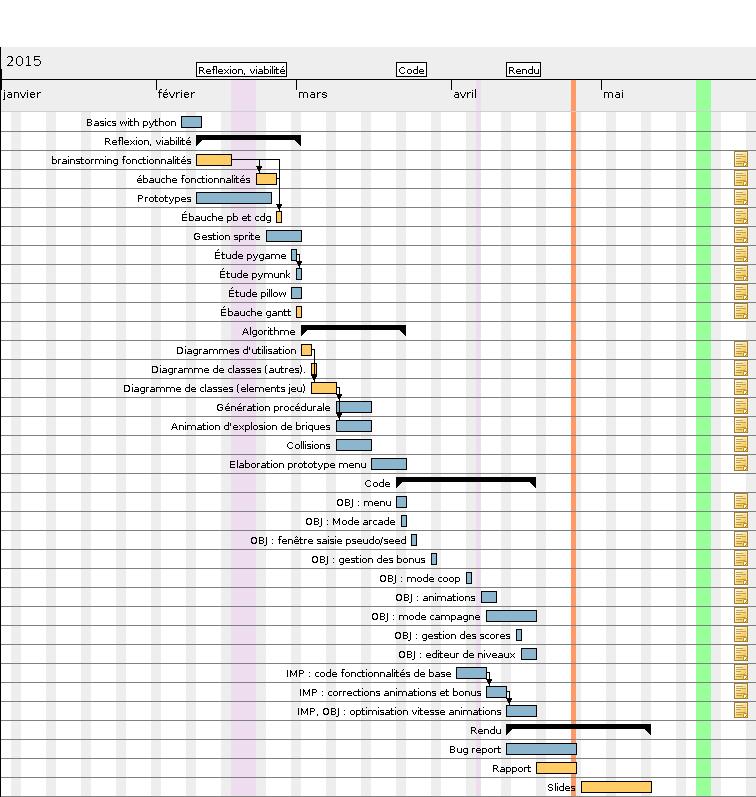 2015
Reflexion, viabilité Code Rendu
janvier février mars avril mai
Basics with python
Reflexion, viabilité
brainstorming fonctionnalités
ébauche fonctionnalités
Prototypes
Ébauche pb et cdg
Gestion sprite
Étude pygame
Étude pymunk
Étude pillow
Ébauche gantt
Algorithme
Diagrammes d'utilisation
Diagramme de classes (autres).
Diagramme de classes (elements jeu)
Génération procédurale
Animation d'explosion de briques
Collisions
Elaboration prototype menu
Code
OBJ : menu
OBJ : Mode arcade
OBJ : fenêtre saisie pseudo/seed
OBJ : gestion des bonus
OBJ : mode coop
OBJ : animations
OBJ : mode campagne
OBJ : gestion des scores
OBJ : editeur de niveaux
IMP : code fonctionnalités de base
IMP : corrections animations et bonus
IMP, OBJ : optimisation vitesse animations
Rendu
Bug report
Rapport
Slides